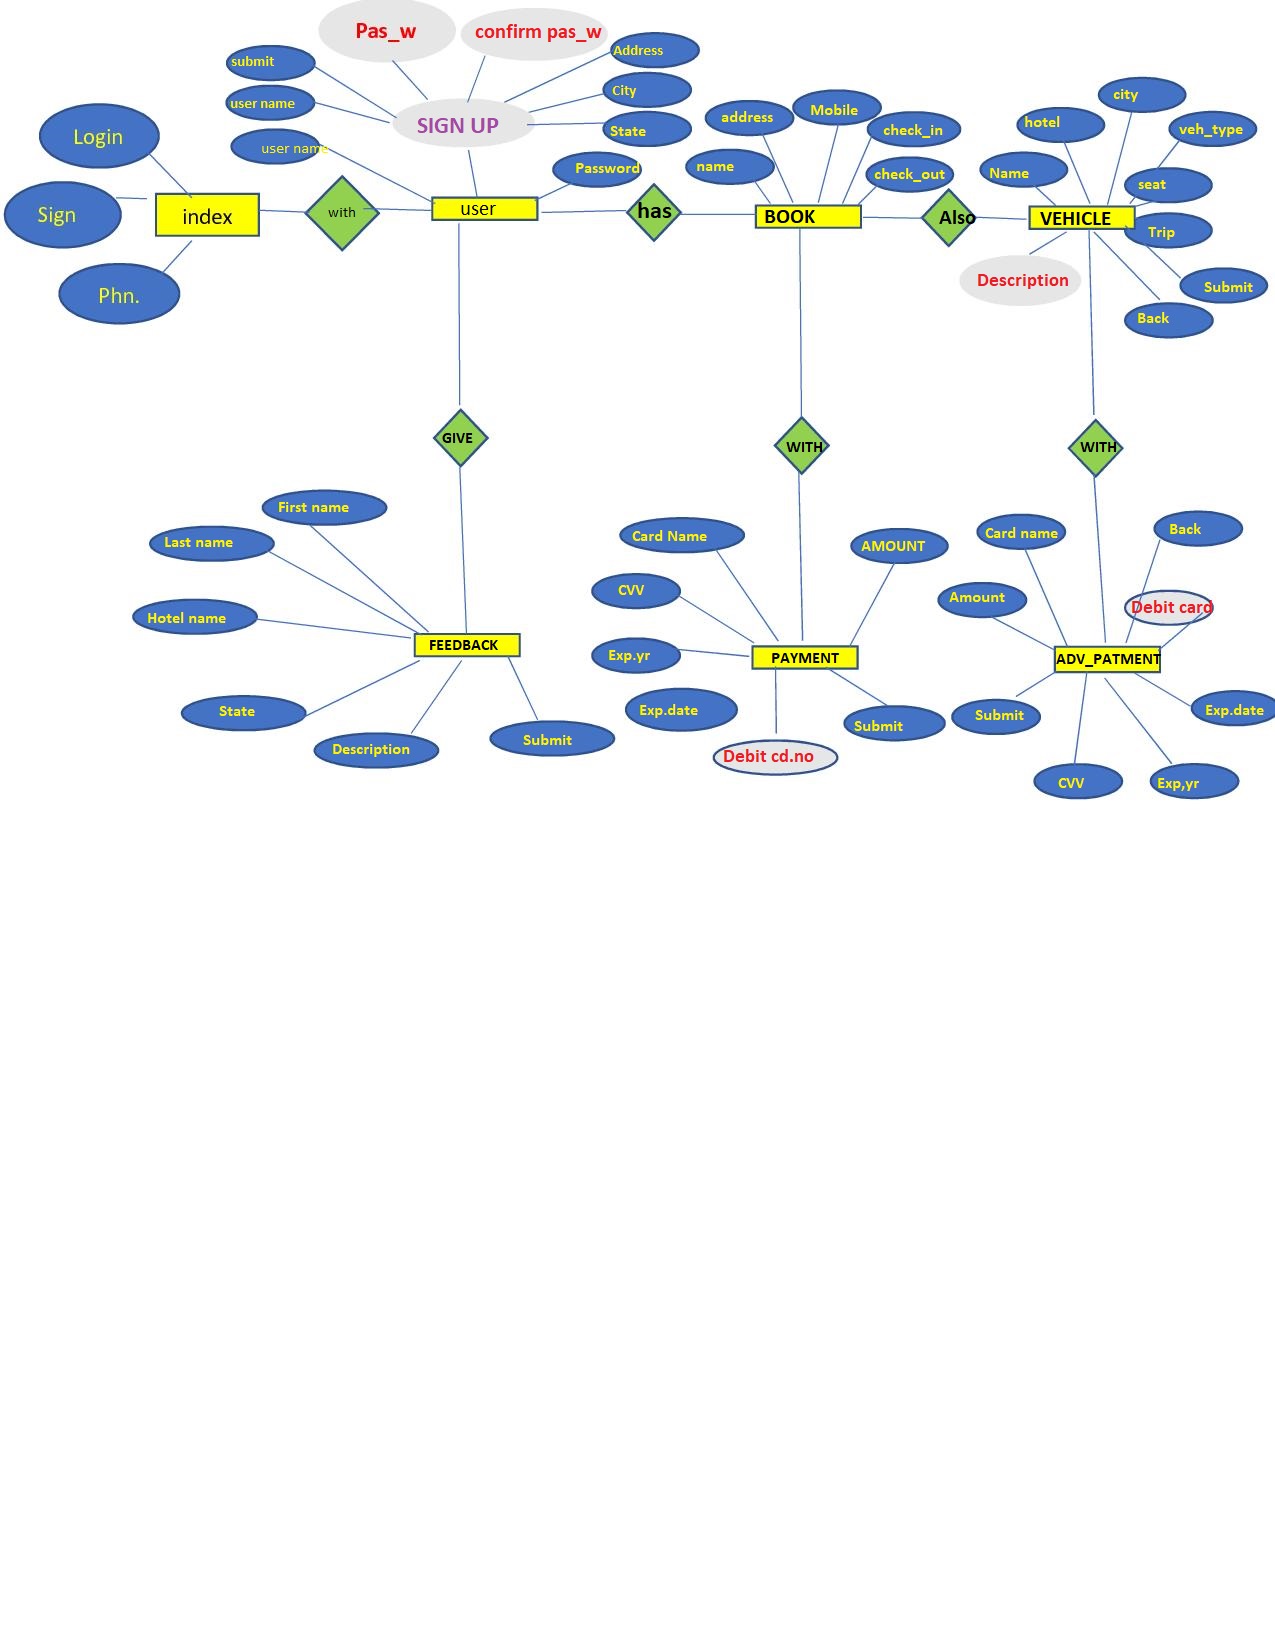 Pas_w
confirm pas_w
submit
Address
user name
City
SIGN UP
State
user name
Password
Login
Sign
index
Phn.
with
user
has
address
Mobile
check_in
name
check_out
BOOK
Also
city
hotel
veh_type
Name
seat
VEHICLE
Trip
Description
Submit
Back
GIVE
WITH
WITH
First name
Last name
Hotel name
FEEDBACK
State
Description
Submit
Card Name
AMOUNT
CVV
Exp.yr
PAYMENT
Exp.date
Submit
Debit cd.no
Card name
Back
Amount
Debit card
ADV_PATMENT
Submit
Exp.date
CVV
Exp,yr